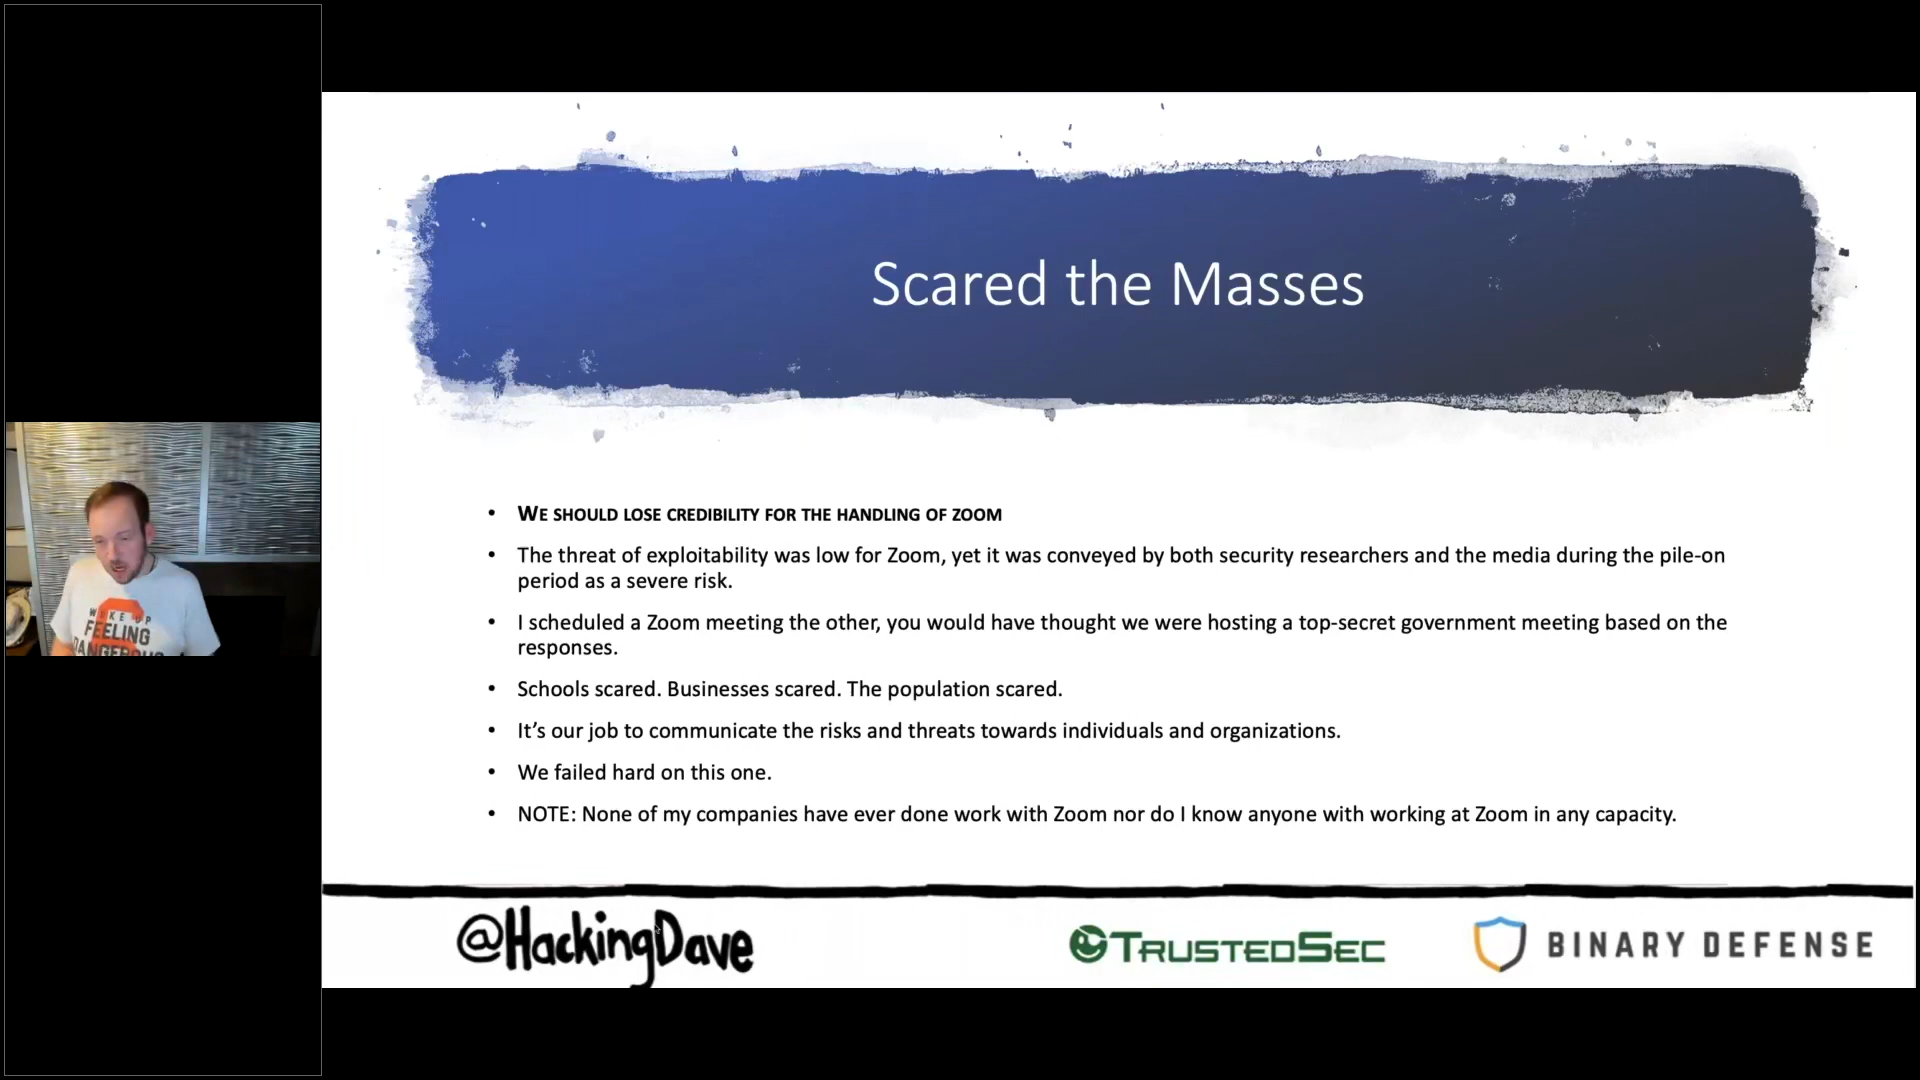 Scared the Masses
• WE SHOULD LOSE CREDIBILITY FOR THE HANDLING OF ZOOM
• The threat of exploitability was low for Zoom, yet it was conveyed by both security researchers and the media during the pile-on
period as a severe risk.
• I scheduled a Zoom meeting the other, you would have thought we were hosting a top-secret government meeting based on the
responses.
• Schools scared. Businesses scared. The population scared.
• It’s our job to communicate the risks and threats towards individuals and organizations.
• We failed hard on this one.
• NOTE: None of my companies have ever done work with Zoom nor do I know anyone with working at Zoom in any capacity.
WAKE UP
FEELING
DANGEROUS
@HackingDave
TRUSTEDSEC
BINARY DEFENSE